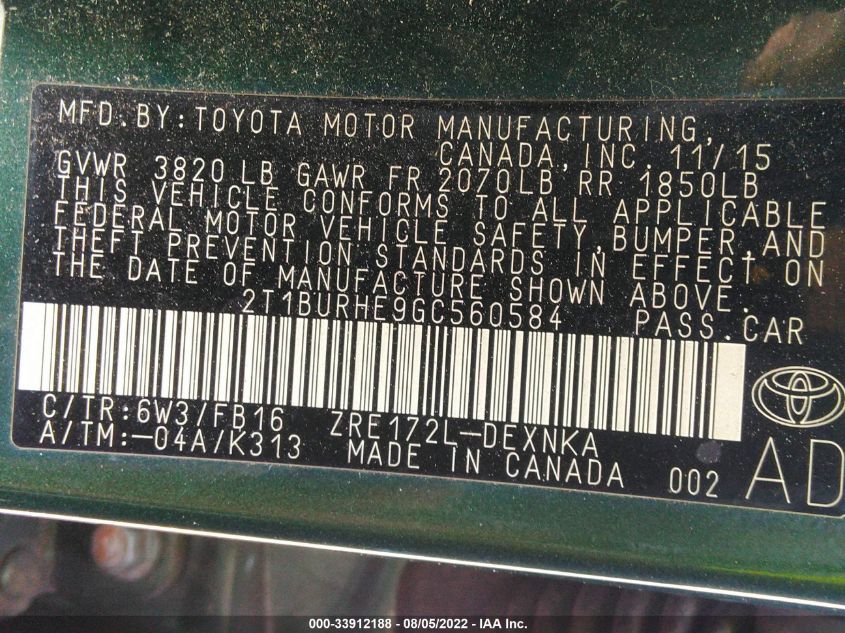 MFD.BY:TOYOTA MOTOR MANUFACTURING,
CANADA,INC. 11/15
GVWR 3820 LB GAWR FR 2070LB RR 1850LB
THIS VEHICLE CONFORMS TO ALL APPLICABLE
FEDERAL MOTOR VEHICLE SAFETY,BUMPER,AND
THEFT PREVENTION STANDARDS IN EFFECT ON
THE DATE OF MANUFACTURE SHOWN ABOVE.
2T1BURHE9GC560584 PASS.CAR
C/TR:6W3/FB16 ZRE172L-DEXNKA
A/TM:-04A/K313 MADE IN CANADA 002 AD
000-33912188 - 08/05/2022 - IAA Inc.